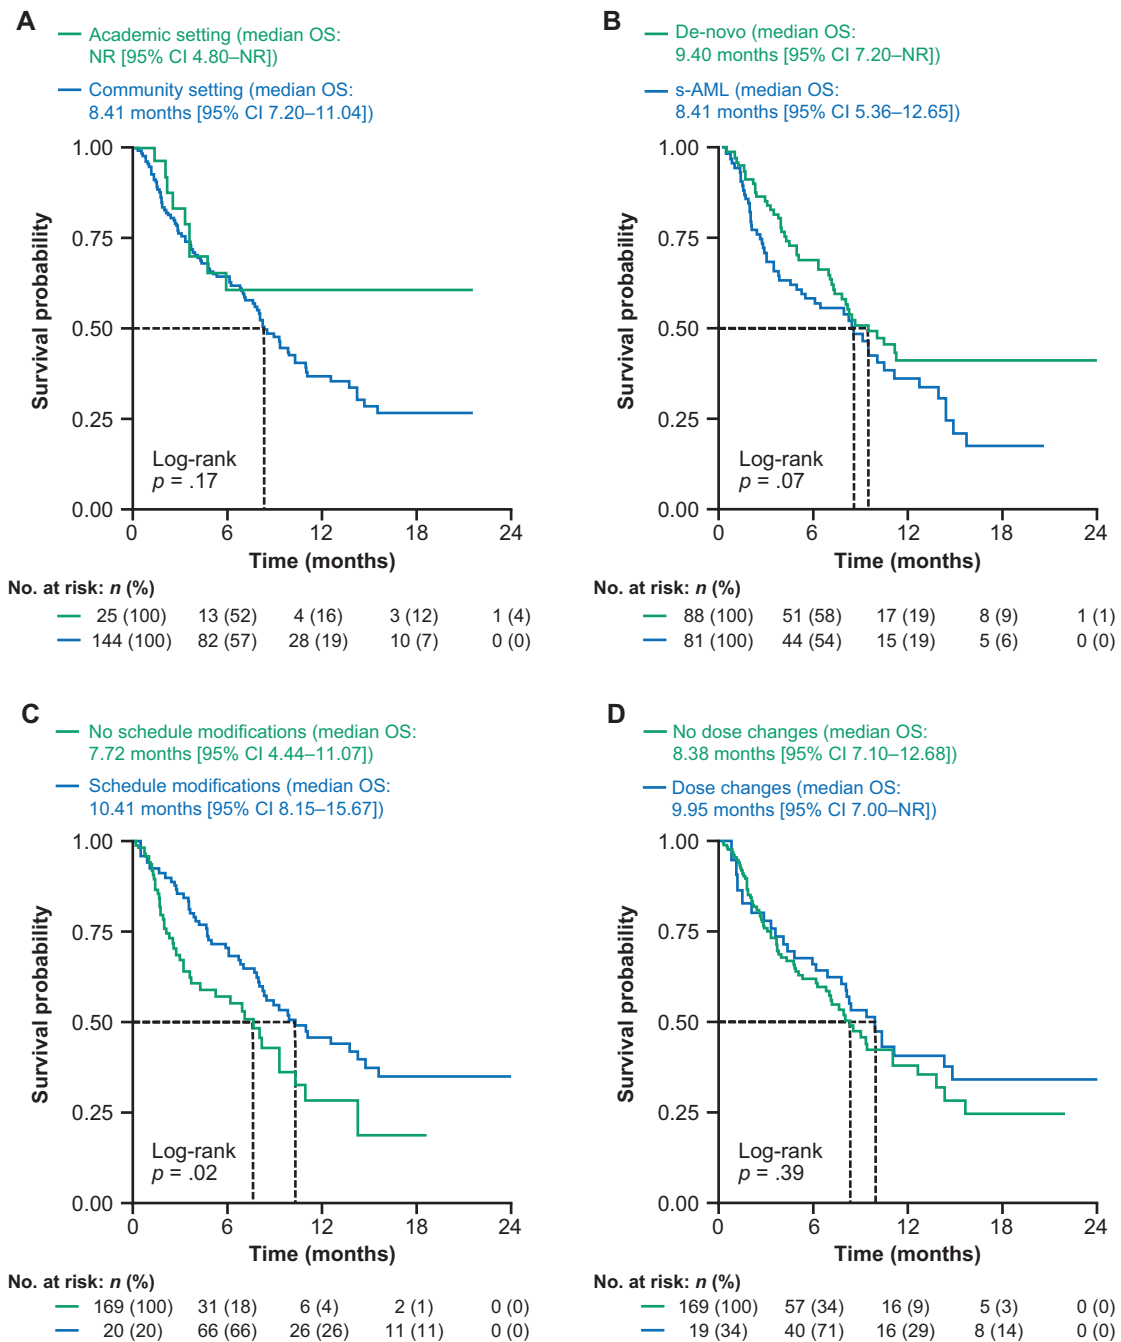 A
Academic setting (median OS:
NR [95% CI 4.80–NR])
Community setting (median OS:
8.41 months [95% CI 7.20–11.04])
1.00
0.75
0.50
0.25
0.00
Survival probability
Log-rank
p = .17
0 6 12 18 24
Time (months)
No. at risk: n (%)
25 (100) 13 (52) 4 (16) 3 (12) 1 (4)
144 (100) 82 (57) 28 (19) 10 (7) 0 (0)
B
De-novo (median OS:
9.40 months [95% CI 7.20–NR])
s-AML (median OS:
8.41 months [95% CI 5.36–12.65])
1.00
0.75
0.50
0.25
0.00
Survival probability
Log-rank
p = .07
0 6 12 18 24
Time (months)
No. at risk: n (%)
88 (100) 51 (58) 17 (19) 8 (9) 1 (1)
81 (100) 44 (54) 15 (19) 5 (6) 0 (0)
C
No schedule modifications (median OS:
7.72 months [95% CI 4.44–11.07])
Schedule modifications (median OS:
10.41 months [95% CI 8.15–15.67])
1.00
0.75
0.50
0.25
0.00
Survival probability
Log-rank
p = .02
0 6 12 18 24
Time (months)
No. at risk: n (%)
169 (100) 31 (18) 6 (4) 2 (1) 0 (0)
20 (20) 66 (66) 26 (26) 11 (11) 0 (0)
D
No dose changes (median OS:
8.38 months [95% CI 7.10–12.68])
Dose changes (median OS:
9.95 months [95% CI 7.00–NR])
1.00
0.75
0.50
0.25
0.00
Survival probability
Log-rank
p = .39
0 6 12 18 24
Time (months)
No. at risk: n (%)
169 (100) 57 (34) 16 (9) 5 (3) 0 (0)
19 (34) 40 (71) 16 (29) 8 (14) 0 (0)